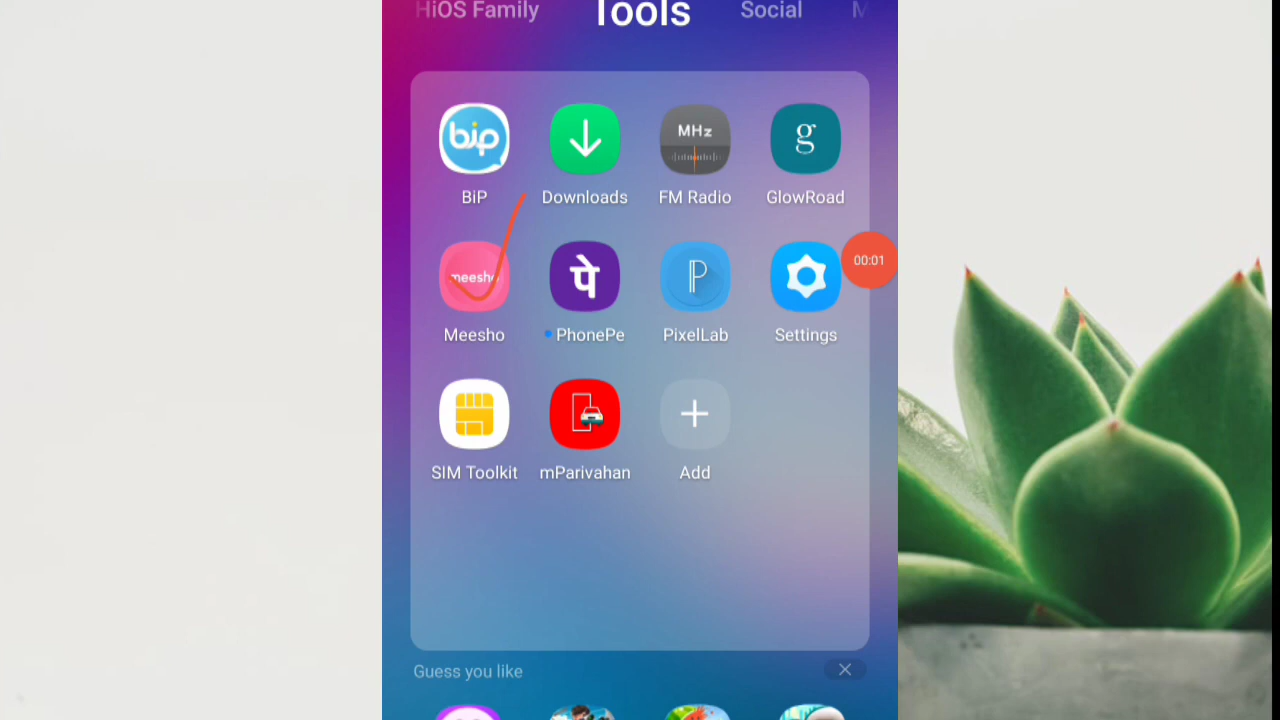 HiOS Family Tools Social M
bip
MHz
g
BiP Downloads FM Radio GlowRoad
meesho
पे
P
00:01
Meesho PhonePe PixelLab Settings
SIM Toolkit mParivahan Add
Guess you like